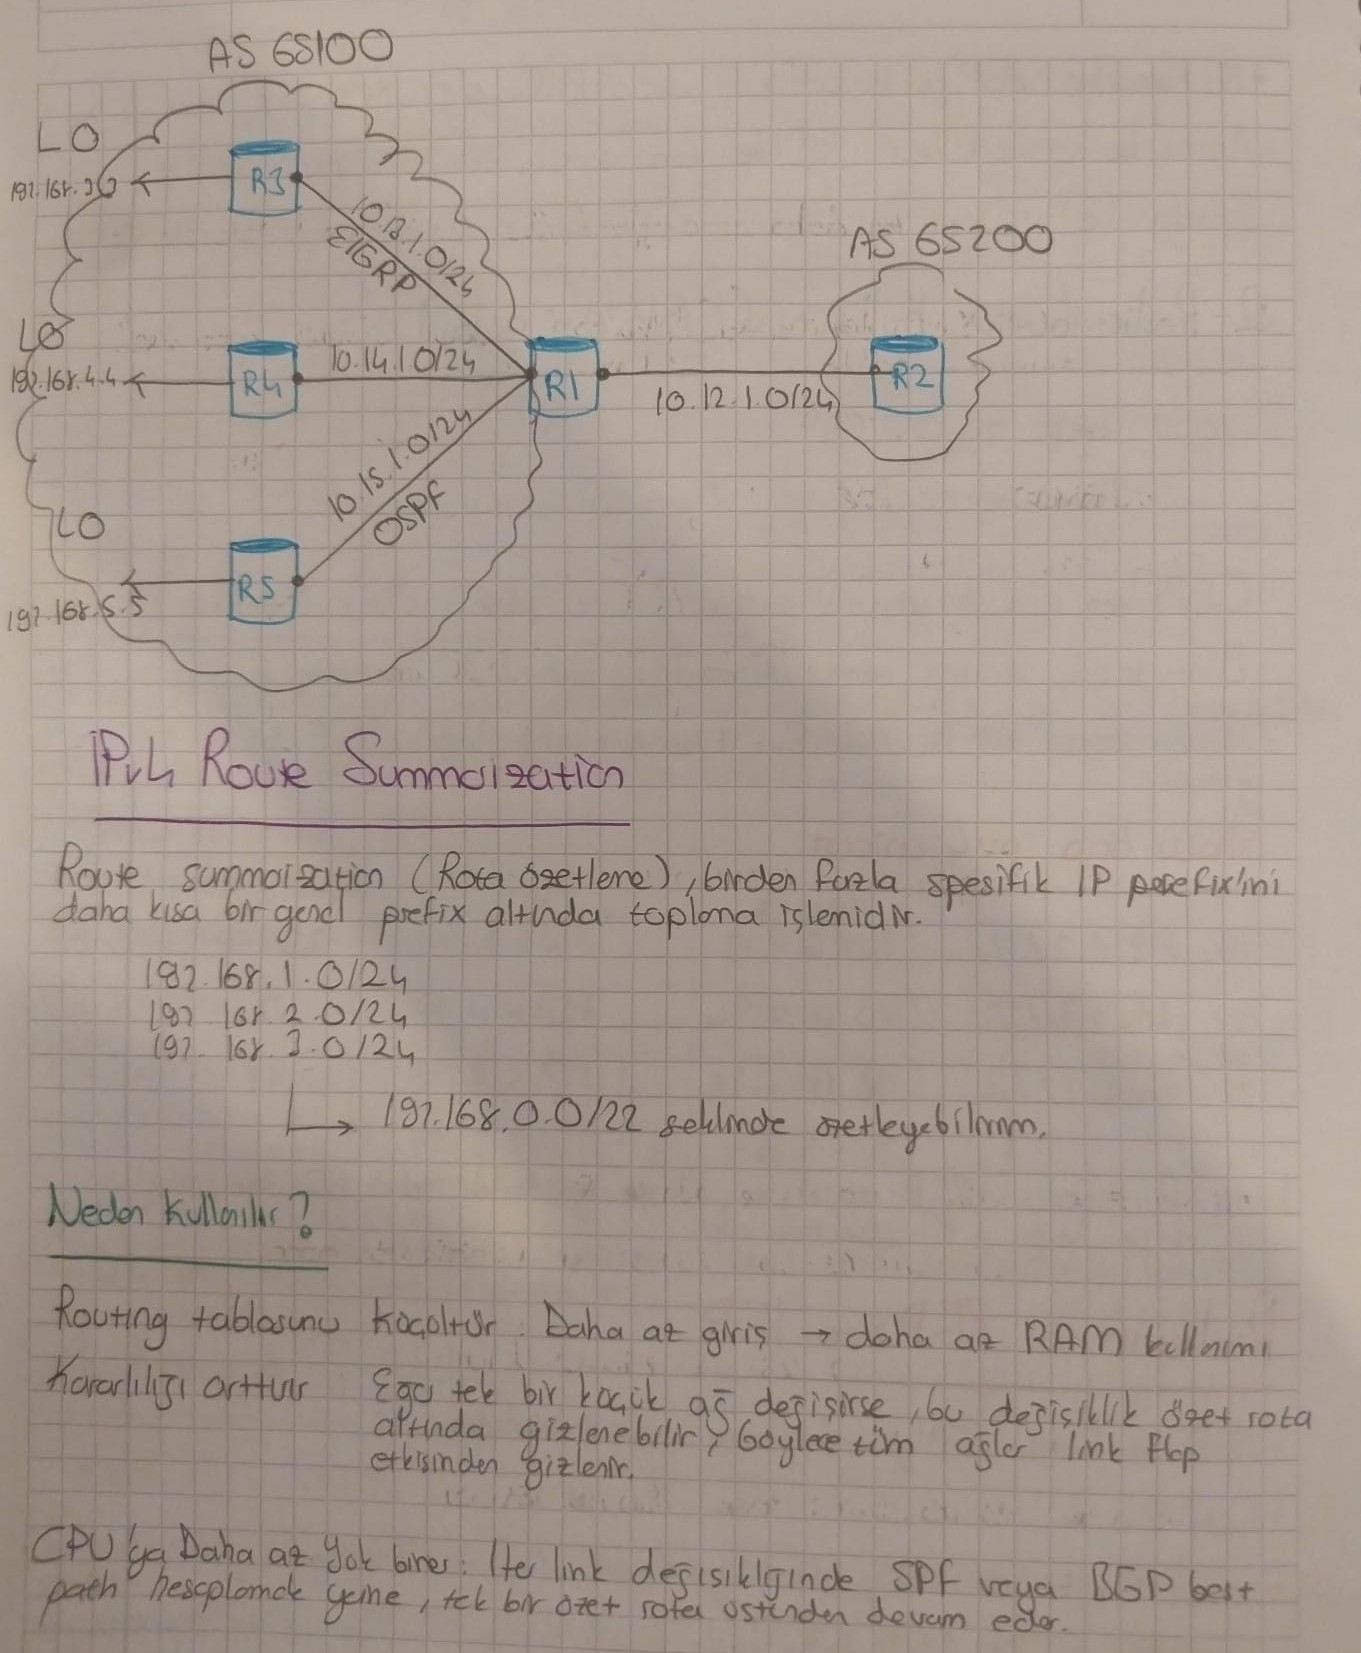 AS 65100
LO
192.168.3.3
R3
10.13.1.0/24
EIGRP
AS 65200
LO
192.168.4.4
R4
10.14.1.0/24
R1
10.12.1.0/24
R2
10.15.1.0/24
OSPF
LO
R5
192.168.5.5
IPv4 Route Summaization
Route summaization (Rota özetleme), birden fazla spesifik IP prefix'ini
daha kısa bir genel prefix altında toplama işlemidir.
192.168.1.0/24
192.168.2.0/24
192.168.3.0/24
192.168.0.0/22 şeklinde özetleyebilirim.
Neden Kullanılır?
Routing tablosunu küçültür. Daha az giriş → daha az RAM kullanımı
Kararlılığı arttırır Eğer tek bir küçük ağ değişirse, bu değişiklik özet rota
altında gizlenebilir, böylece tüm ağlar link flap
etkisinden gizlenir.
CPU'ya Daha az yük biner: Her link değişikliğinde SPF veya BGP best
path hesaplamak yerine, tek bir özet rota üstünden devam eder.